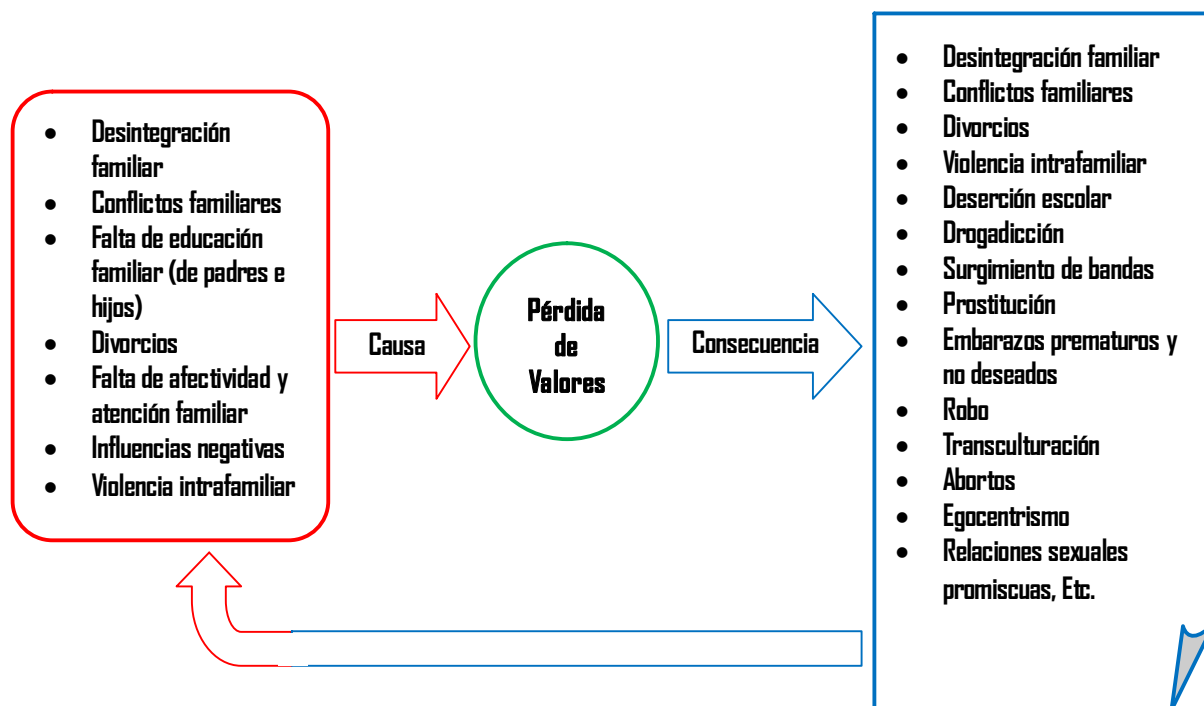 • Desintegración
familiar
• Conflictos familiares
• Falta de educación
familiar (de padres e
hijos)
• Divorcios
• Falta de afectividad y
atención familiar
• Influencias negativas
• Violencia intrafamiliar
Causa
Pérdida
de
Valores
Consecuencia
• Desintegración familiar
• Conflictos familiares
• Divorcios
• Violencia intrafamiliar
• Deserción escolar
• Drogadicción
• Surgimiento de bandas
• Prostitución
• Embarazos prematuros y
no deseados
• Robo
• Transculturación
• Abortos
• Egocentrismo
• Relaciones sexuales
promiscuas, Etc.